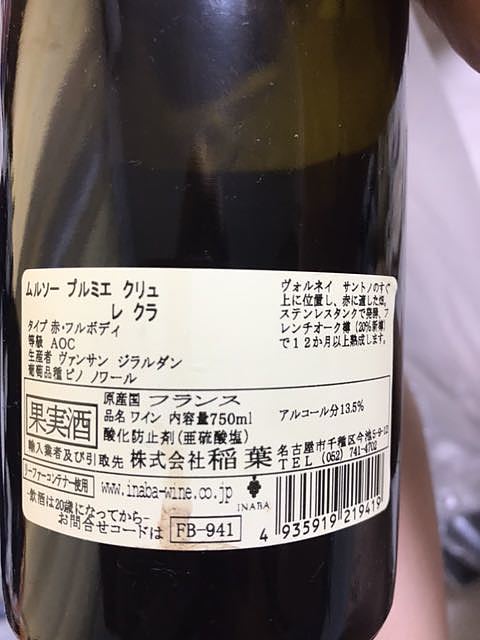 ムルソー プルミエ クリュ
レ クラ
タイプ 赤・フルボディ
等級 AOC
生産者 ヴァンサン ジラルダン
葡萄品種 ピノ ノワール
ヴォルネイ サントノのすぐ
上に位置し、赤に適した畑。
ステンレスタンクで発酵、フ
レンチオーク樽(20%新樽)
で12か月以上熟成します。
果実酒
原産国 フランス
品名 ワイン 内容量750ml
酸化防止剤(亜硫酸塩)
アルコール分13.5%
輸入業者及び引取先 株式会社 稲葉
名古屋市千種区今池5-9-12
TEL (052) 741-4702
リーファーコンテナー使用
www.inaba-wine.co.jp
INABA
飲酒は20歳になってから。
お問合せコードは FB-941
4 935919 219419